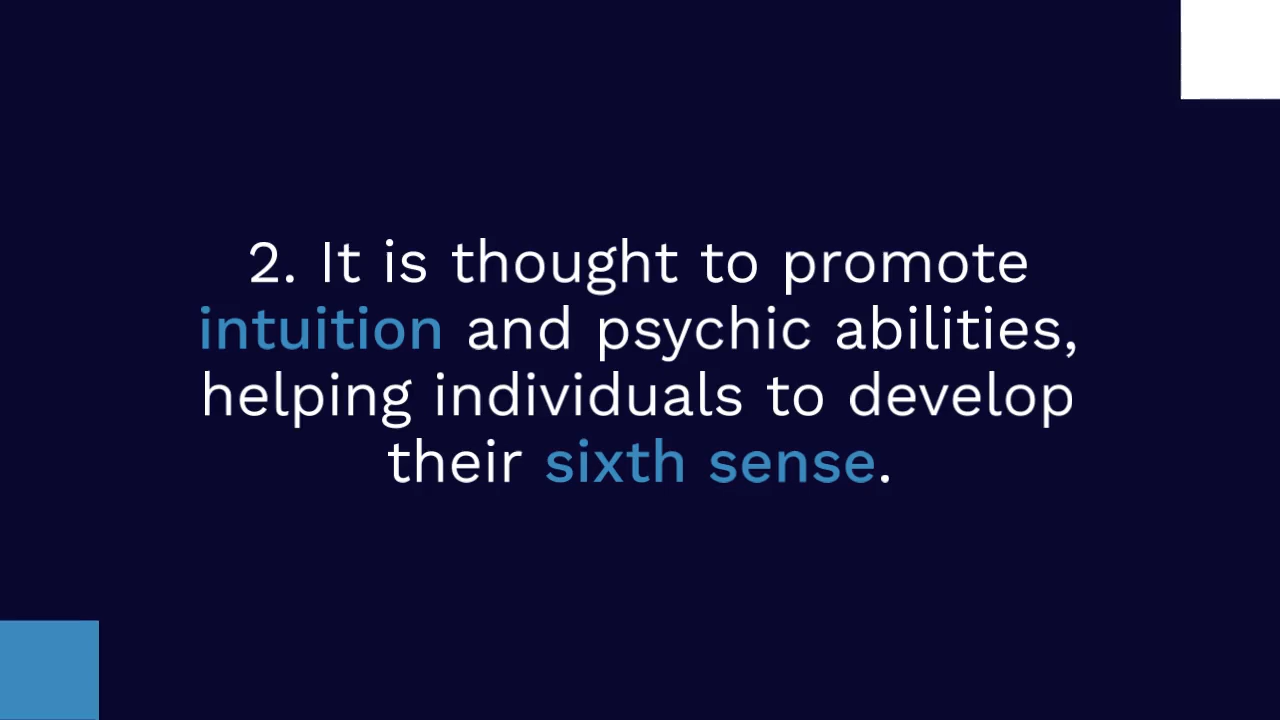 2. It is thought to promote
intuition and psychic abilities,
helping individuals to develop
their sixth sense.